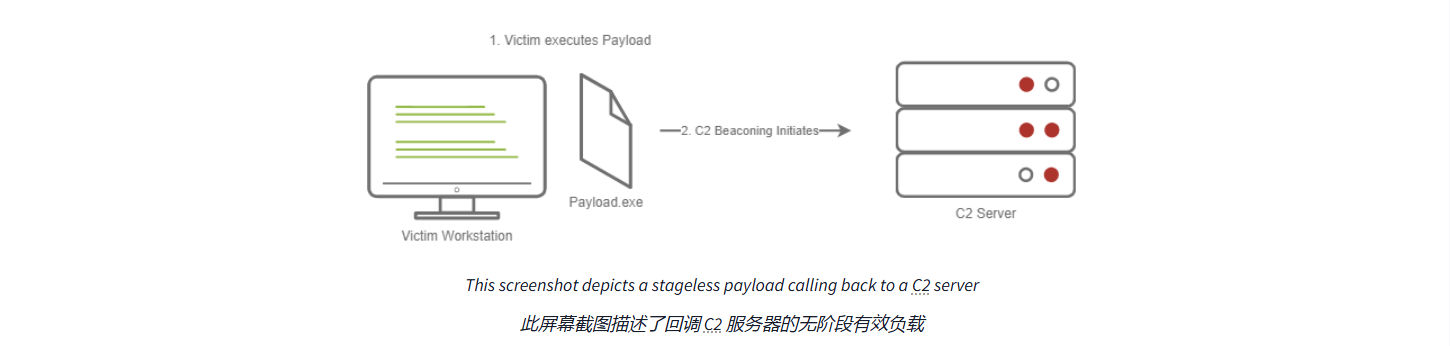 1. Victim executes Payload
2. C2 Beaconing Initiates
Payload.exe
C2 Server
Victim Workstation
This screenshot depicts a stageless payload calling back to a C2 server
此屏幕截图描述了回调 C2 服务器的无阶段有效负载